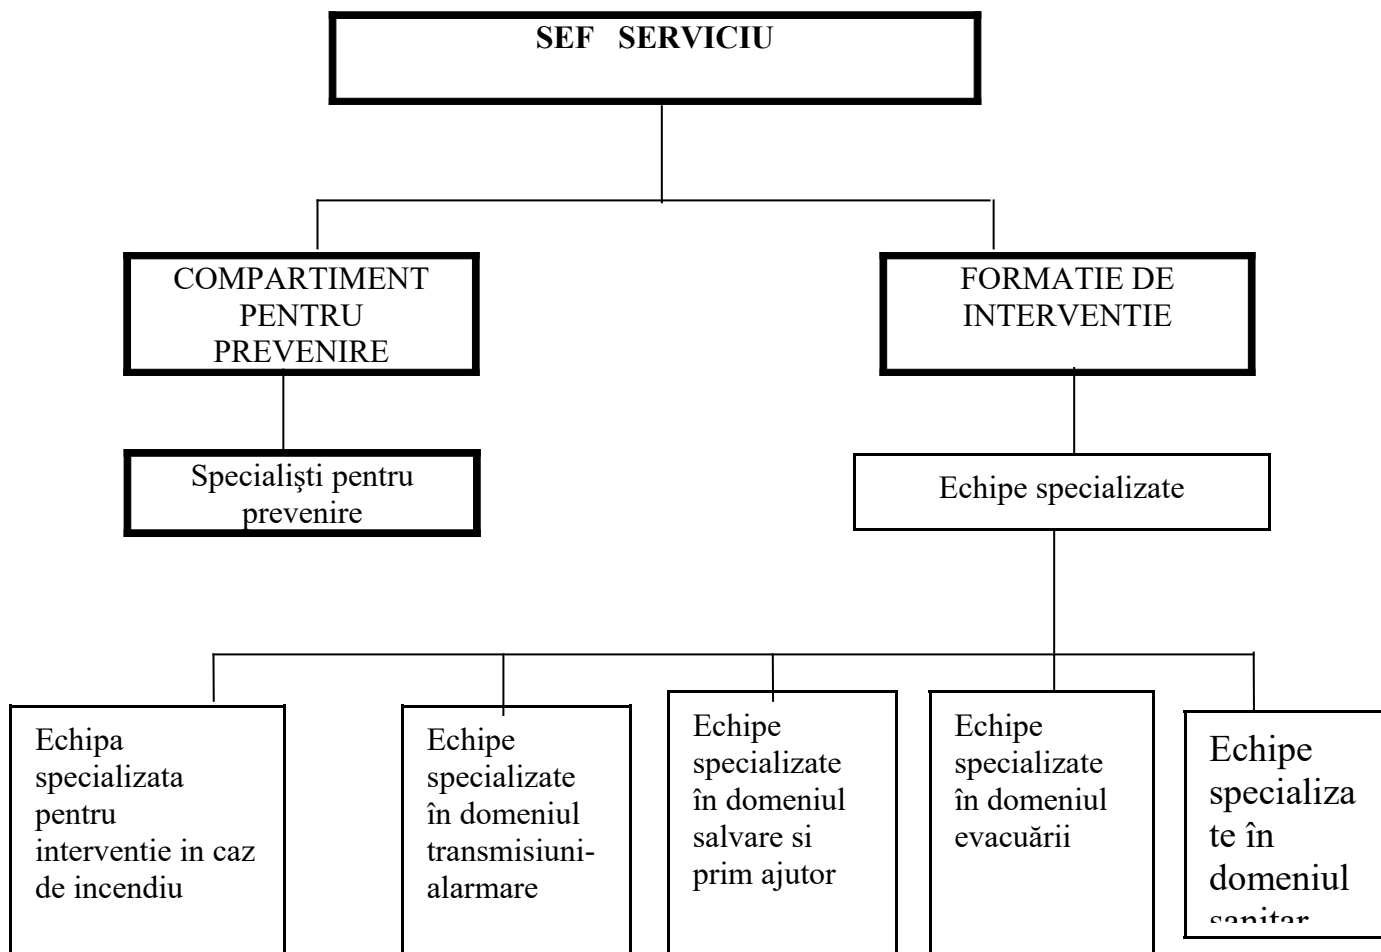 SEF SERVICIU
COMPARTIMENT
PENTRU
PREVENIRE
FORMATIE DE
INTERVENTIE
Specialişti pentru
prevenire
Echipe specializate
Echipa
specializata
pentru
interventie in caz
de incendiu
Echipe
specializate
în domeniul
transmisiuni-
alarmare
Echipe
specializate
în domeniul
salvare si
prim ajutor
Echipe
specializate
în domeniul
evacuării
Echipe
specializa
te în
domeniul
sanitar